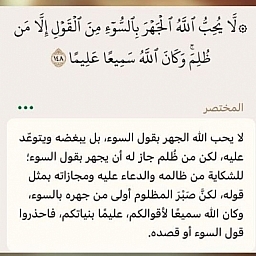 ۞ لَّا يُحِبُّ ٱللَّهُ ٱلْجَهْرَ بِٱلسُّوٓءِ مِنَ ٱلْقَوْلِ إِلَّا مَن
ظُلِمَۚ وَكَانَ ٱللَّهُ سَمِيعًا عَلِيمًا ١٤٨
المختصر
لا يحب الله الجهر بقول السوء، بل يبغضه ويتوعّد
عليه، لكن من ظُلم جاز له أن يجهر بقول السوء؛
للشكاية من ظالمه والدعاء عليه ومجازاته بمثل
قوله، لكنَّ صَبْرَ المظلوم أولى من جهره بالسوء،
وكان الله سميعًا لأقوالكم، عليمًا بنياتكم، فاحذروا
قول السوء أو قصده.